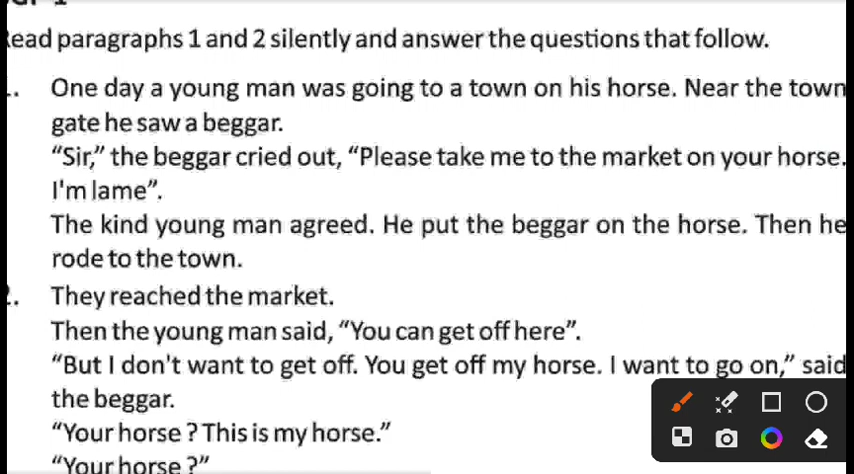 Read paragraphs 1 and 2 silently and answer the questions that follow.
One day a young man was going to a town on his horse. Near the town
gate he saw a beggar.
“Sir,” the beggar cried out, “Please take me to the market on your horse.
I'm lame”.
The kind young man agreed. He put the beggar on the horse. Then he
rode to the town.
2. They reached the market.
Then the young man said, “You can get off here”.
“But I don't want to get off. You get off my horse. I want to go on,” said
the beggar.
“Your horse ? This is my horse.”
“Your horse ?”